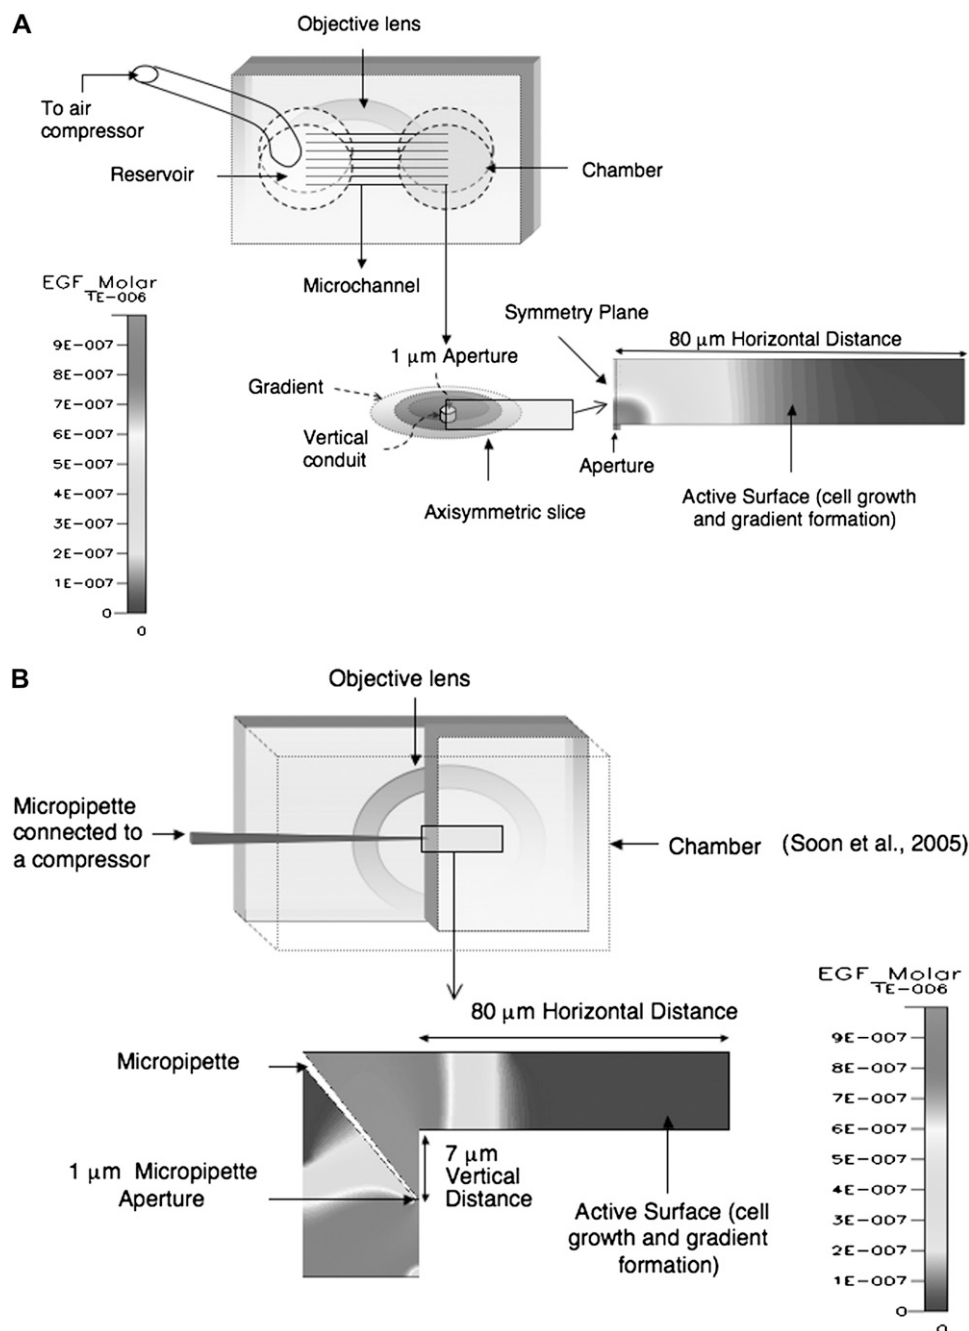 A
Objective lens
To air
compressor
Reservoir
Chamber
Microchannel
EGF_Molar
1E-006
9E-007
8E-007
7E-007
6E-007
5E-007
4E-007
3E-007
2E-007
1E-007
0
0
Symmetry Plane
80 μm Horizontal Distance
1 μm Aperture
Gradient
Vertical
conduit
Aperture
Axisymmetric slice
Active Surface (cell growth
and gradient formation)
B
Objective lens
Micropipette
connected to
a compressor
Chamber (Soon et al., 2005)
EGF_Molar
1E-006
9E-007
8E-007
7E-007
6E-007
5E-007
4E-007
3E-007
2E-007
1E-007
0
0
80 μm Horizontal Distance
Micropipette
1 μm Micropipette
Aperture
7 μm
Vertical
Distance
Active Surface (cell
growth and gradient
formation)